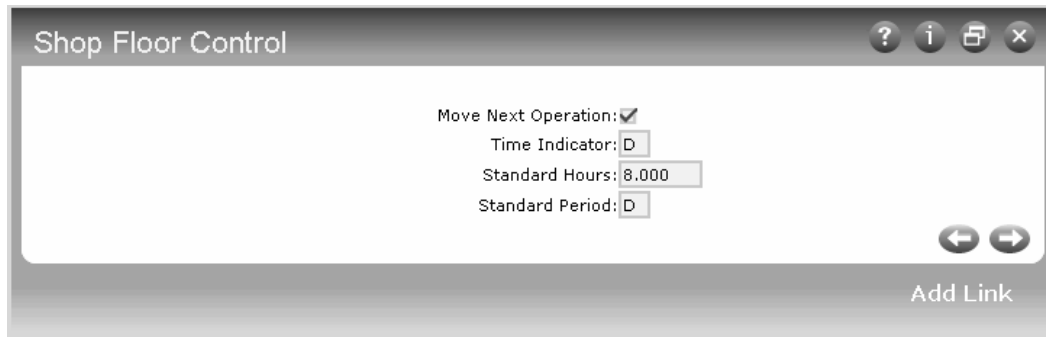 Shop Floor Control
Move Next Operation:
Time Indicator: D
Standard Hours: 8.000
Standard Period: D
Add Link